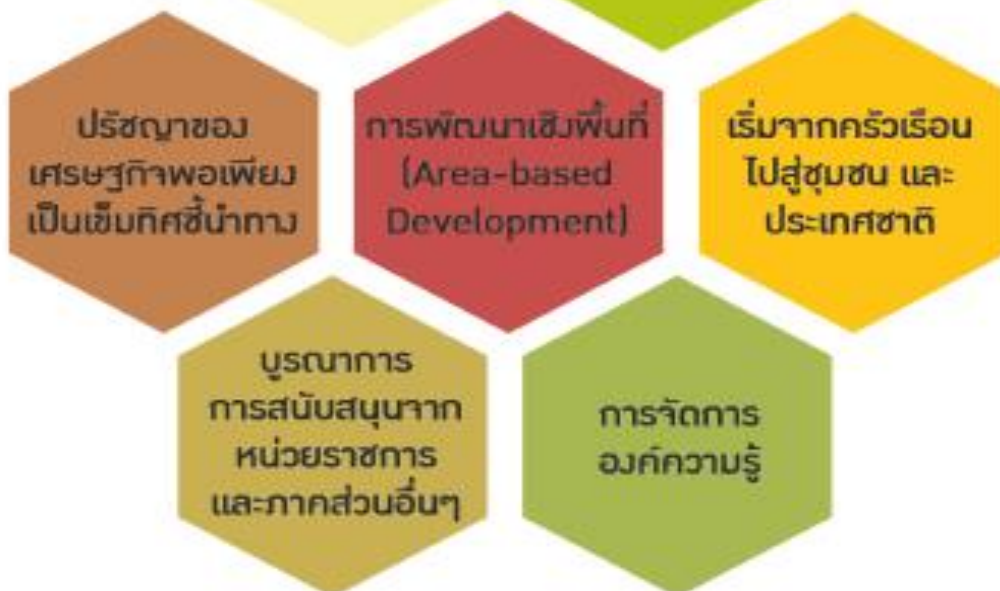 ปรัชญาของ
เศรษฐกิจพอเพียง
เป็นเข็มทิศชี้นำทาง
การพัฒนาเชิงพื้นที่
(Area-based
Development)
เริ่มจากครัวเรือน
ไปสู่ชุมชน และ
ประเทศชาติ
บูรณาการ
การสนับสนุนจาก
หน่วยราชการ
และภาคส่วนอื่นๆ
การจัดการ
องค์ความรู้